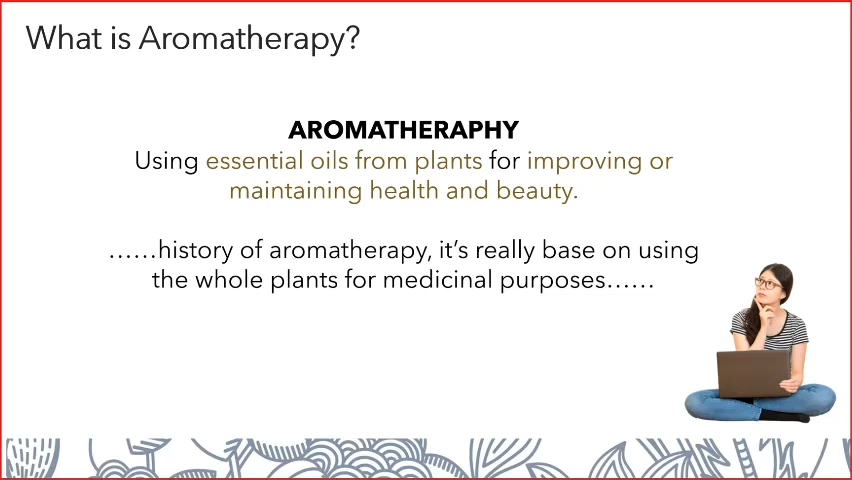 What is Aromatherapy?
AROMATHERAPHY
Using essential oils from plants for improving or
maintaining health and beauty.
……history of aromatherapy, it’s really base on using
the whole plants for medicinal purposes……